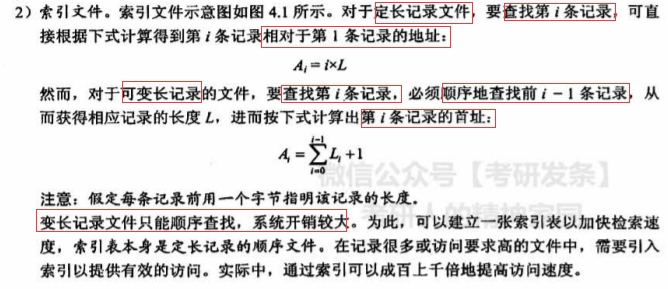 2）索引文件。索引文件示意图如图 4.1 所示。对于定长记录文件，要查找第 i 条记录，可直
接根据下式计算得到第 i 条记录相对于第 1 条记录的地址：
Aᵢ = i×L
然而，对于可变长记录的文件，要查找第 i 条记录，必须顺序地查找前 i－1 条记录，从
而获得相应记录的长度 L，进而按下式计算出第 i 条记录的首址：
Aᵢ = ∑_{i=0}^{i-1} Lᵢ + 1
微信公众号【考研发条】
注意：假定每条记录前用一个字节指明该记录的长度。
变长记录文件只能顺序查找，系统开销较大。为此，可以建立一张索引表以加快检索速
度，索引表本身是定长记录的顺序文件。在记录很多或访问要求高的文件中，需要引入
索引以提供有效的访问。实际中，通过索引可以成百上千倍地提高访问速度。